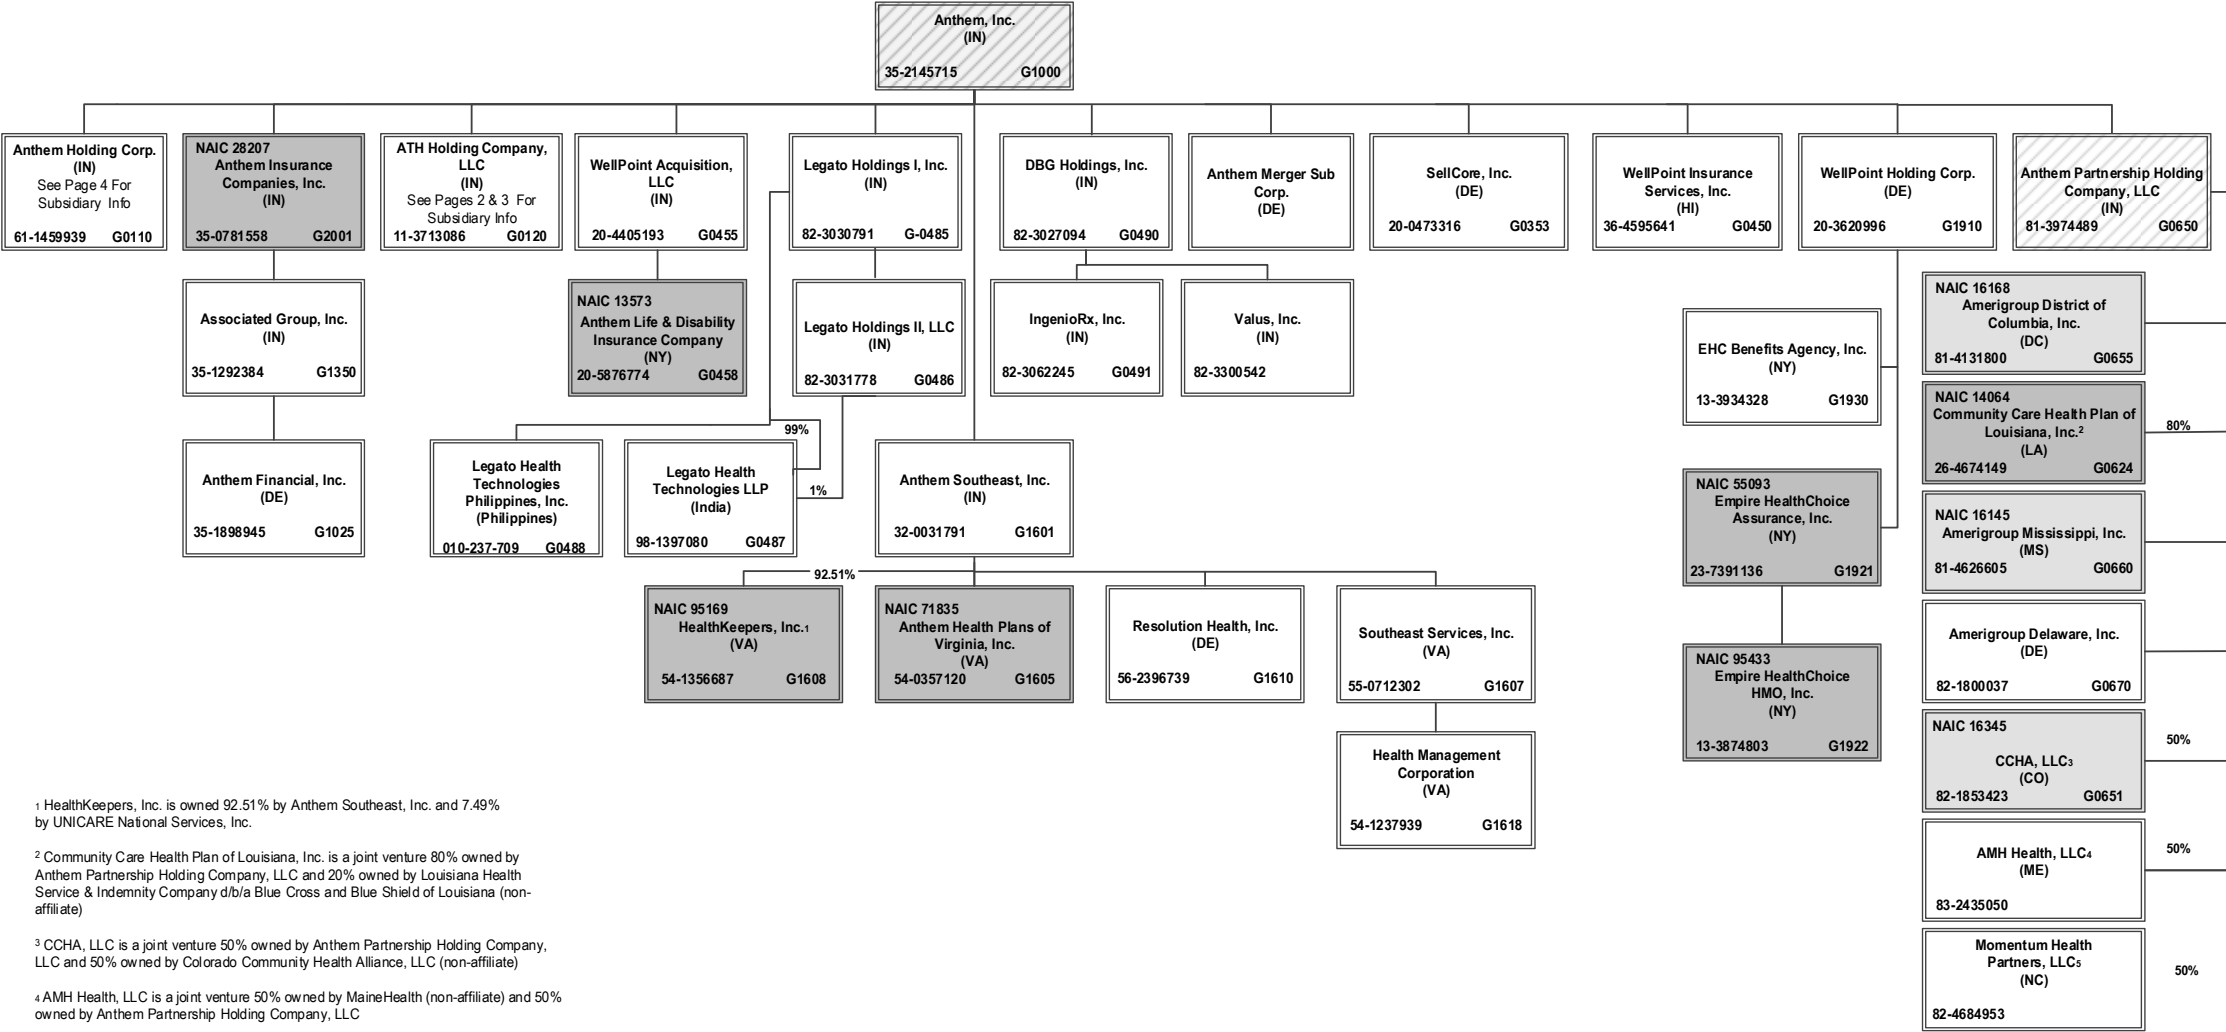 Anthem, Inc.
(IN)
35-2145715 G1000
Anthem Holding Corp.
(IN)
See Page 4 For
Subsidiary Info
61-1459939 G0110
NAIC 28207
Anthem Insurance
Companies, Inc.
(IN)
35-0781558 G2001
ATH Holding Company,
LLC
(IN)
See Pages 2 & 3 For
Subsidiary Info
11-3713086 G0120
WellPoint Acquisition,
LLC
(IN)
20-4405193 G0455
Legato Holdings I, Inc.
(IN)
82-3030791 G-0485
DBG Holdings, Inc.
(IN)
82-3027094 G0490
Anthem Merger Sub
Corp.
(DE)
SellCore, Inc.
(DE)
20-0473316 G0353
WellPoint Insurance
Services, Inc.
(HI)
36-4595641 G0450
WellPoint Holding Corp.
(DE)
20-3620996 G1910
Anthem Partnership Holding
Company, LLC
(IN)
81-3974489 G0650
Associated Group, Inc.
(IN)
35-1292384 G1350
NAIC 13573
Anthem Life & Disability
Insurance Company
(NY)
20-5876774 G0458
Legato Holdings II, LLC
(IN)
82-3031778 G0486
IngenioRx, Inc.
(IN)
82-3062245 G0491
Valus, Inc.
(IN)
82-3300542
EHC Benefits Agency, Inc.
(NY)
13-3934328 G1930
NAIC 16168
Amerigroup District of
Columbia, Inc.
(DC)
81-4131800 G0655
NAIC 14064
Community Care Health Plan of
Louisiana, Inc.2
(LA)
26-4674149 G0624
80%
Anthem Financial, Inc.
(DE)
35-1898945 G1025
Legato Health
Technologies
Philippines, Inc.
(Philippines)
010-237-709 G0488
99%
Legato Health
Technologies LLP
(India)
98-1397080 G0487
1%
Anthem Southeast, Inc.
(IN)
32-0031791 G1601
NAIC 55093
Empire HealthChoice
Assurance, Inc.
(NY)
23-7391136 G1921
NAIC 16145
Amerigroup Mississippi, Inc.
(MS)
81-4626605 G0660
92.51%
NAIC 95169
HealthKeepers, Inc.1
(VA)
54-1356687 G1608
NAIC 71835
Anthem Health Plans of
Virginia, Inc.
(VA)
54-0357120 G1605
Resolution Health, Inc.
(DE)
56-2396739 G1610
Southeast Services, Inc.
(VA)
55-0712302 G1607
NAIC 95433
Empire HealthChoice
HMO, Inc.
(NY)
13-3874803 G1922
Amerigroup Delaware, Inc.
(DE)
82-1800037 G0670
NAIC 16345
CCHA, LLC3
(CO)
82-1853423 G0651
50%
Health Management
Corporation
(VA)
54-1237939 G1618
AMH Health, LLC4
(ME)
83-2435050
50%
Momentum Health
Partners, LLC5
(NC)
82-4684953
50%
1 HealthKeepers, Inc. is owned 92.51% by Anthem Southeast, Inc. and 7.49%
by UNICARE National Services, Inc.
2 Community Care Health Plan of Louisiana, Inc. is a joint venture 80% owned by
Anthem Partnership Holding Company, LLC and 20% owned by Louisiana Health
Service & Indemnity Company d/b/a Blue Cross and Blue Shield of Louisiana (non-
affiliate)
3 CCHA, LLC is a joint venture 50% owned by Anthem Partnership Holding Company,
LLC and 50% owned by Colorado Community Health Alliance, LLC (non-affiliate)
4 AMH Health, LLC is a joint venture 50% owned by MaineHealth (non-affiliate) and 50%
owned by Anthem Partnership Holding Company, LLC